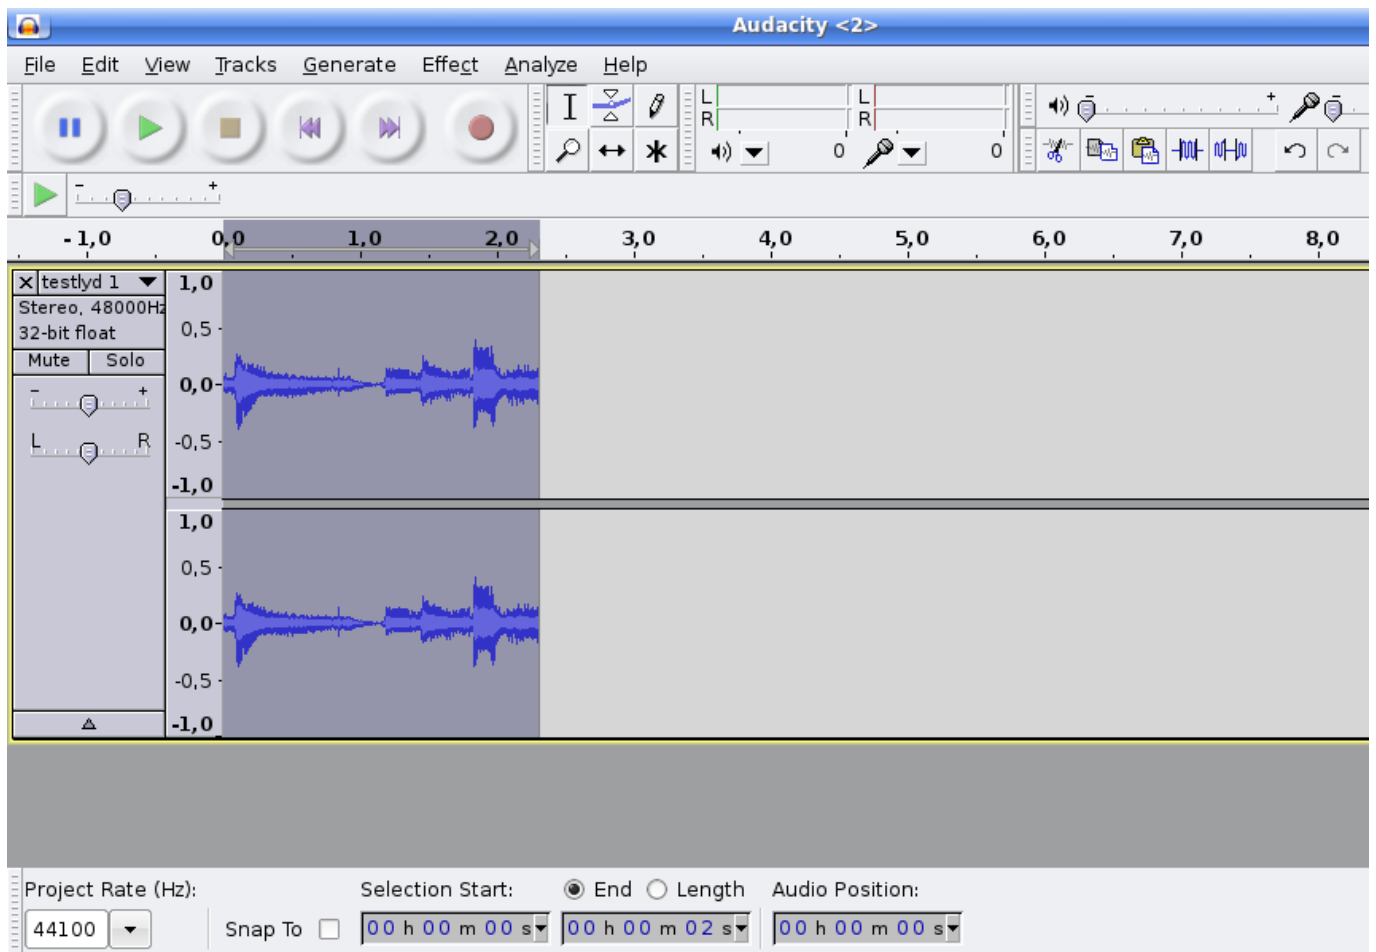 Audacity <2>
File Edit View Tracks Generate Effect Analyze Help
L R L R
0 0
- +
- 1,0 0,0 1,0 2,0 3,0 4,0 5,0 6,0 7,0 8,0
testlyd 1
Stereo, 48000Hz
32-bit float
Mute Solo
- +
L R
1,0
0,5
0,0
-0,5
-1,0
1,0
0,5
0,0
-0,5
-1,0
Project Rate (Hz): Selection Start: End Length Audio Position:
44100 Snap To 00 h 00 m 00 s 00 h 00 m 02 s 00 h 00 m 00 s